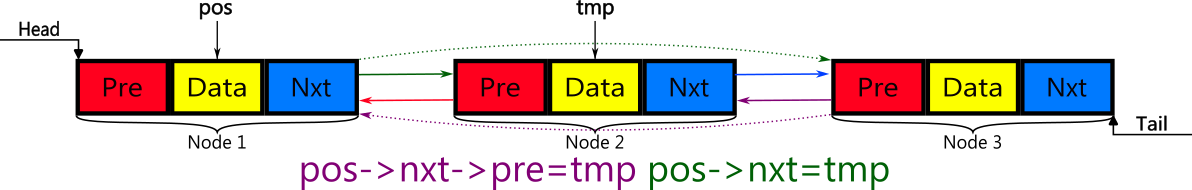 pos tmp
Head
Pre Data Nxt Pre Data Nxt Pre Data Nxt
Tail
Node 1 Node 2 Node 3
pos->nxt->pre=tmp pos->nxt=tmp